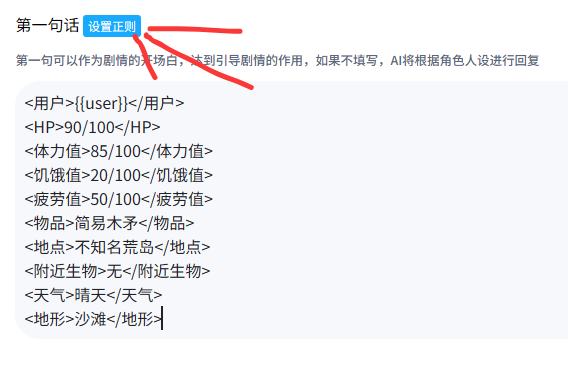 第一句话 设置正则
第一句可以作为剧情的开场白，达到引导剧情的作用，如果不填写，AI将根据角色人设进行回复
<用户>{{user}}</用户>
<HP>90/100</HP>
<体力值>85/100</体力值>
<饥饿值>20/100</饥饿值>
<疲劳值>50/100</疲劳值>
<物品>简易木矛</物品>
<地点>不知名荒岛</地点>
<附近生物>无</附近生物>
<天气>晴天</天气>
<地形>沙滩</地形>